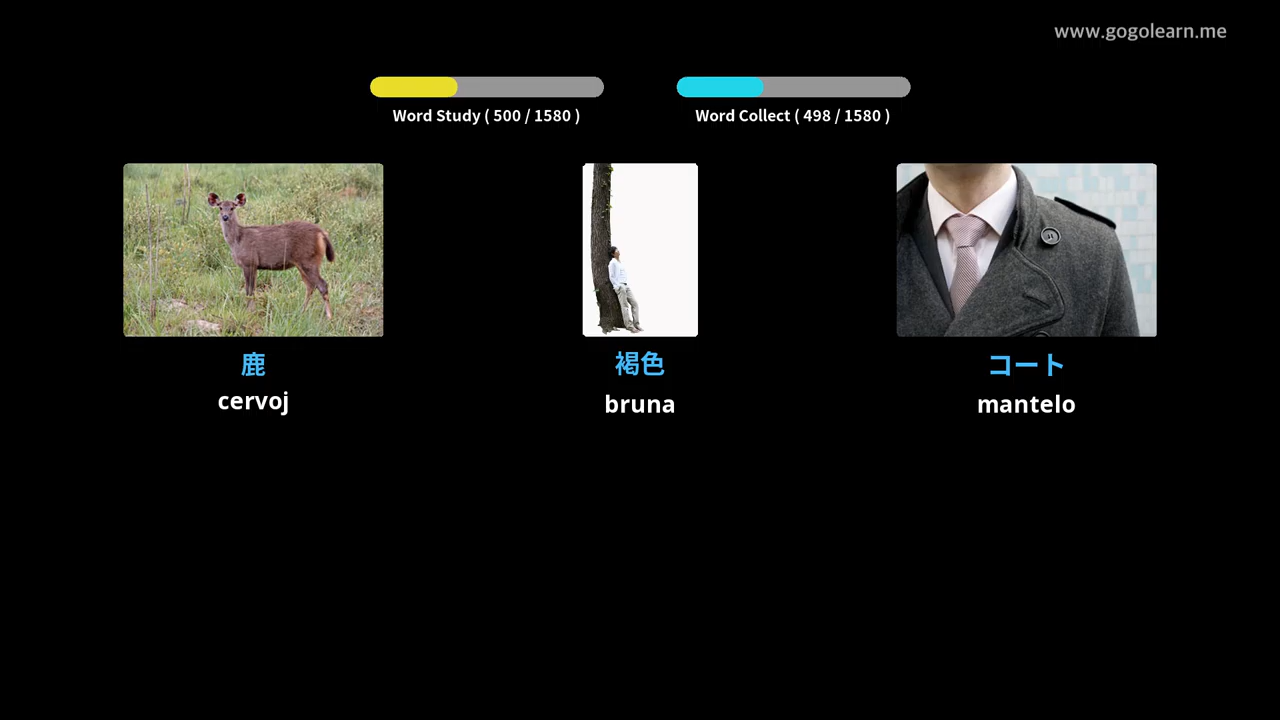 www.gogolearn.me
Word Study ( 500 / 1580 )
Word Collect ( 498 / 1580 )
鹿
褐色
コート
cervoj
bruna
mantelo